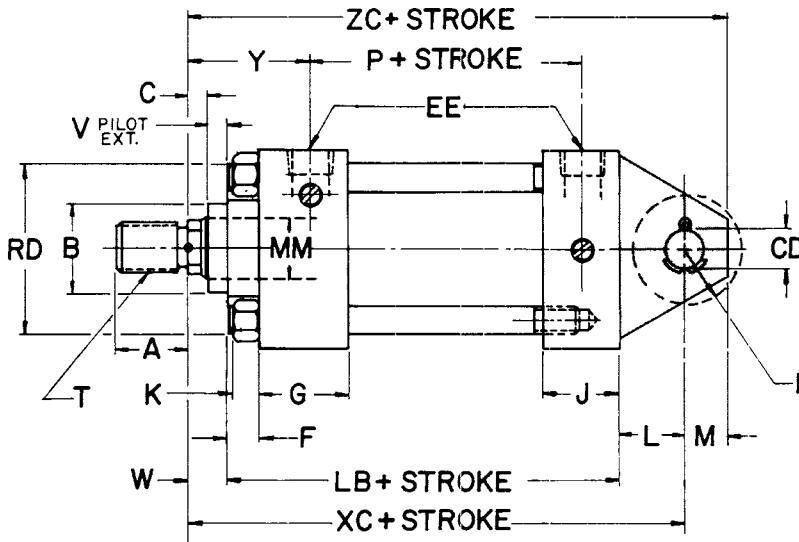 ZC+ STROKE
Y
P + STROKE
C
EE
V PILOT EXT.
RD
B
MM
CD
A
T
K
G
F
J
L
M
W
LB+ STROKE
XC+ STROKE